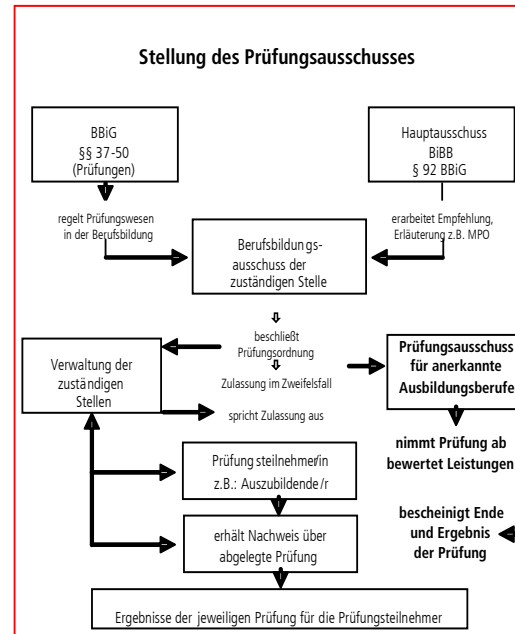 Stellung des Prüfungsausschusses
BBiG
§§ 37-50
(Prüfungen)
Hauptausschuss
BiBB
§ 92 BBiG
regelt Prüfungswesen
in der Berufsbildung
erarbeitet Empfehlung,
Erläuterung z.B. MPO
Berufsbildungs-
ausschuss der
zuständigen Stelle
beschließt
Prüfungsordnung
Zulassung im Zweifelsfall
spricht Zulassung aus
Verwaltung der
zuständigen
Stellen
Prüfungsausschuss
für anerkannte
Ausbildungsberufe
nimmt Prüfung ab
bewertet Leistungen
Prüfungsteilnehmer/in
z.B.: Auszubildende/r
bescheinigt Ende
und Ergebnis
der Prüfung
erhält Nachweis über
abgelegte Prüfung
Ergebnisse der jeweiligen Prüfung für die Prüfungsteilnehmer